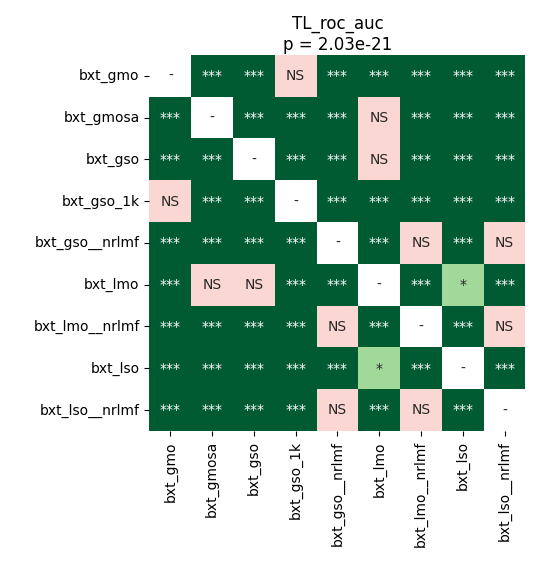 TL_roc_auc
p = 2.03e-21
bxt_gmo - *** *** NS *** *** *** *** ***
bxt_gmosa *** - *** *** *** NS *** *** ***
bxt_gso *** *** - *** *** NS *** *** ***
bxt_gso_1k NS *** *** - *** *** *** *** ***
bxt_gso__nrlmf *** *** *** *** - *** NS *** NS
bxt_lmo *** NS NS *** *** - *** * ***
bxt_lmo__nrlmf *** *** *** *** NS *** - *** NS
bxt_lso *** *** *** *** *** * *** - ***
bxt_lso__nrlmf *** *** *** *** NS *** NS *** -
bxt_gmo
bxt_gmosa
bxt_gso
bxt_gso_1k
bxt_gso__nrlmf
bxt_lmo
bxt_lmo__nrlmf
bxt_lso
bxt_lso__nrlmf